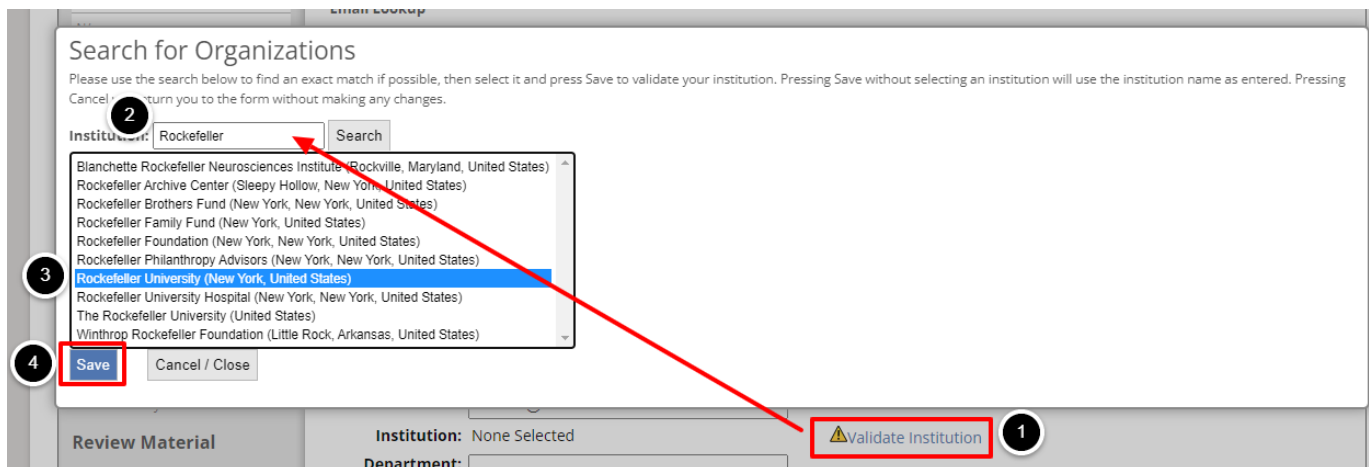 Email Lookup
Search for Organizations
Please use the search below to find an exact match if possible, then select it and press Save to validate your institution. Pressing Save without selecting an institution will use the institution name as entered. Pressing
Cancel return you to the form without making any changes.
2
Institution: Rockefeller Search
Blanchette Rockefeller Neurosciences Institute (Rockville, Maryland, United States)
Rockefeller Archive Center (Sleepy Hollow, New York, United States)
Rockefeller Brothers Fund (New York, New York, United States)
Rockefeller Family Fund (New York, United States)
Rockefeller Foundation (New York, New York, United States)
Rockefeller Philanthropy Advisors (New York, New York, United States)
3
Rockefeller University (New York, United States)
Rockefeller University Hospital (New York, New York, United States)
The Rockefeller University (United States)
Winthrop Rockefeller Foundation (Little Rock, Arkansas, United States)
4 Save Cancel / Close
Review Material
Institution: None Selected
Validate Institution 1
Department: